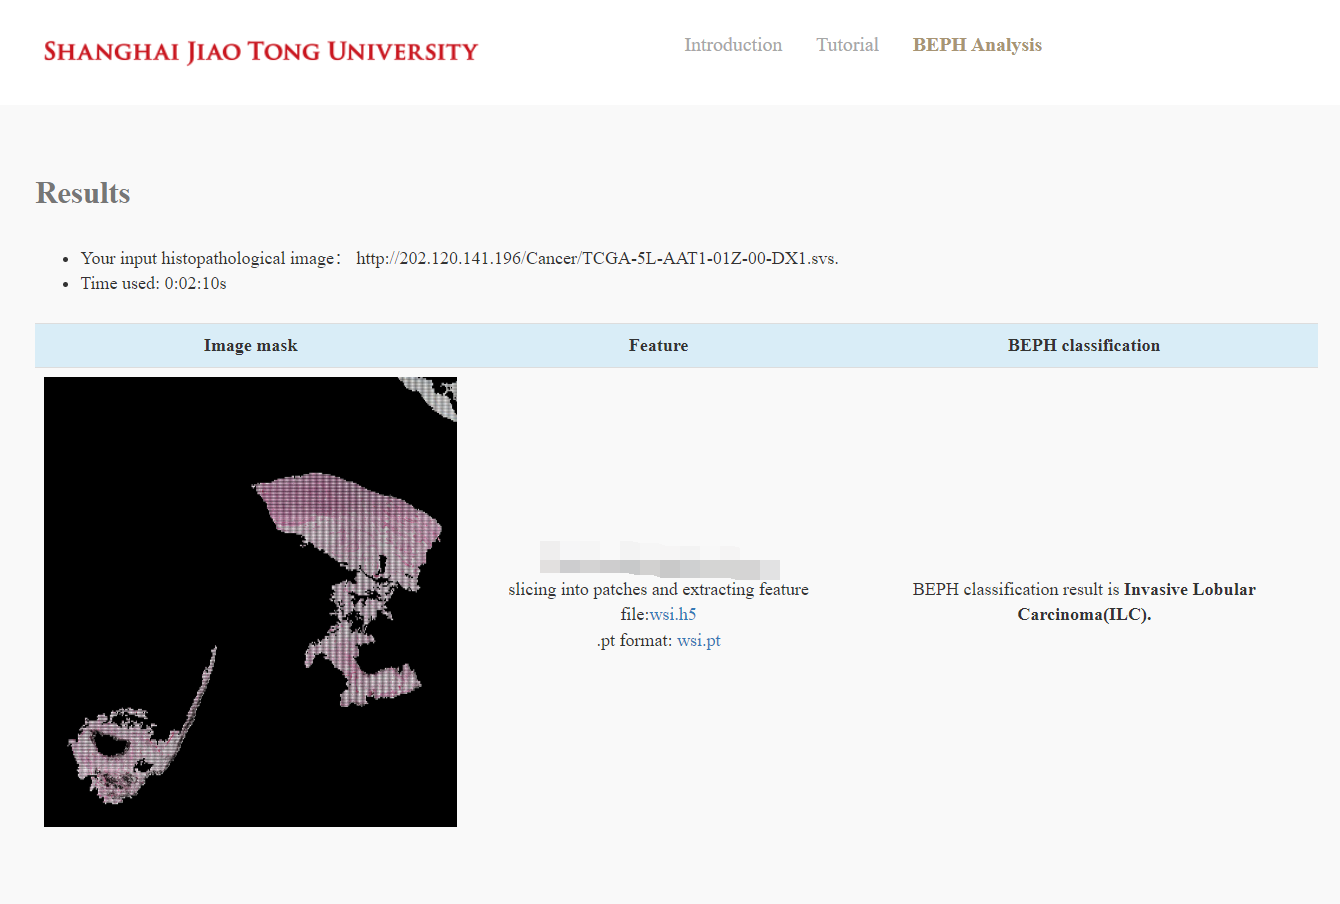 SHANGHAI JIAO TONG UNIVERSITY
Introduction Tutorial BEPH Analysis
Results
Your input histopathological image： http://202.120.141.196/Cancer/TCGA-5L-AAT1-01Z-00-DX1.svs.
Time used: 0:02:10s
Image mask Feature BEPH classification
slicing into patches and extracting feature
file:wsi.h5
.pt format: wsi.pt
BEPH classification result is Invasive Lobular
Carcinoma(ILC).